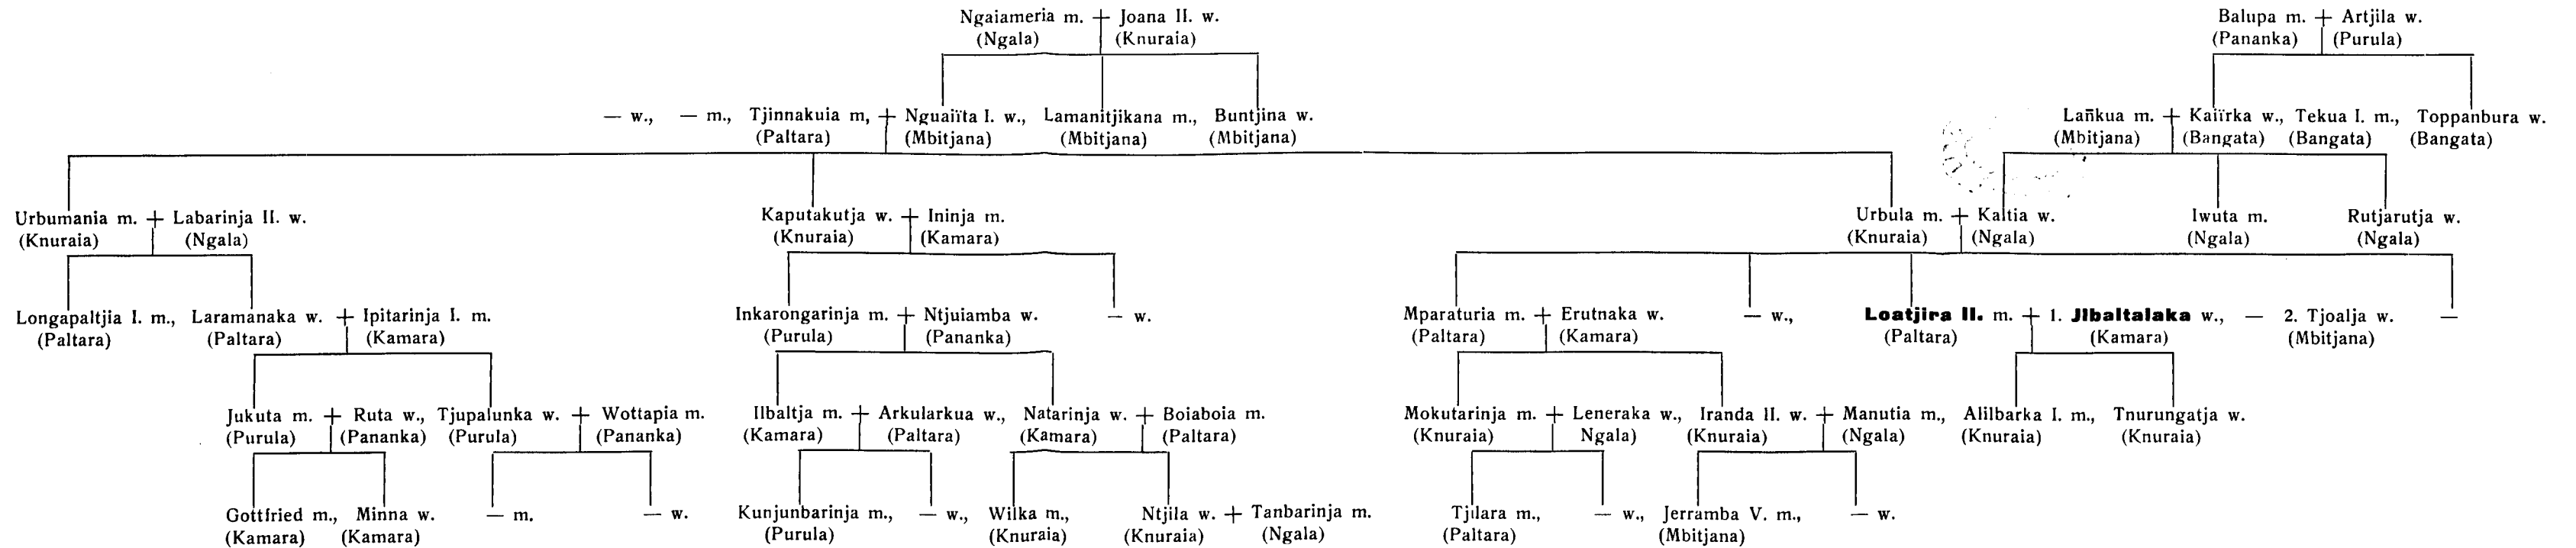 Ngaiameria m. + Joana II. w. Balupa m. + Artjila w.
(Ngala) (Knuraia) (Pananka) (Purula)
— w., — m., Tjinnakuia m, + Nguaiïta I. w., Lamanitjikana m., Buntjina w. Lan̄kua m. + Kaiïrka w., Tekua I. m., Toppanbura w.
(Paltara) (Mbitjana) (Mbitjana) (Mbitjana) (Mbitjana) (Bangata) (Bangata) (Bangata)
Urbumania m. + Labarinja II. w. Kaputakutja w. + Ininja m. Urbula m. + Kaltia w. Iwuta m. Rutjarutja w.
(Knuraia) (Ngala) (Knuraia) (Kamara) (Knuraia) (Ngala) (Ngala) (Ngala)
Longapaltjia I. m., Laramanaka w. + Ipitarinja I. m. Inkarongarinja m. + Ntjuiamba w. — w. Mparaturia m. + Erutnaka w. — w., Loatjira II. m. + 1. Jlbaltalaka w., — 2. Tjoalja w. —
(Paltara) (Paltara) (Kamara) (Purula) (Pananka) (Paltara) (Kamara) (Paltara) (Kamara) (Mbitjana)
Jukuta m. + Ruta w., Tjupalunka w. + Wottapia m. Ilbaltja m. + Arkularkua w., Natarinja w. + Boiaboia m. Mokutarinja m. + Leneraka w., Iranda II. w. + Manutia m., Alilbarka I. m., Tnurungatja w.
(Purula) (Pananka) (Purula) (Pananka) (Kamara) (Paltara) (Kamara) (Paltara) (Knuraia) Ngala) (Knuraia) (Ngala) (Knuraia) (Knuraia)
Gottfried m., Minna w. — m. — w. Kunjunbarinja m., — w., Wilka m., Ntjila w. + Tanbarinja m. Tjilara m., — w., Jerramba V. m., — w.
(Kamara) (Kamara) (Purula) (Knuraia) (Knuraia) (Ngala) (Paltara) (Mbitjana)